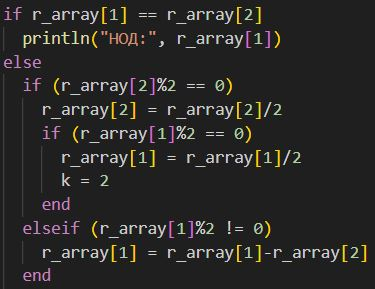 if r_array[1] == r_array[2]
println("НОД:", r_array[1])
else
if (r_array[2]%2 == 0)
r_array[2] = r_array[2]/2
if (r_array[1]%2 == 0)
r_array[1] = r_array[1]/2
k = 2
end
elseif (r_array[1]%2 != 0)
r_array[1] = r_array[1]-r_array[2]
end